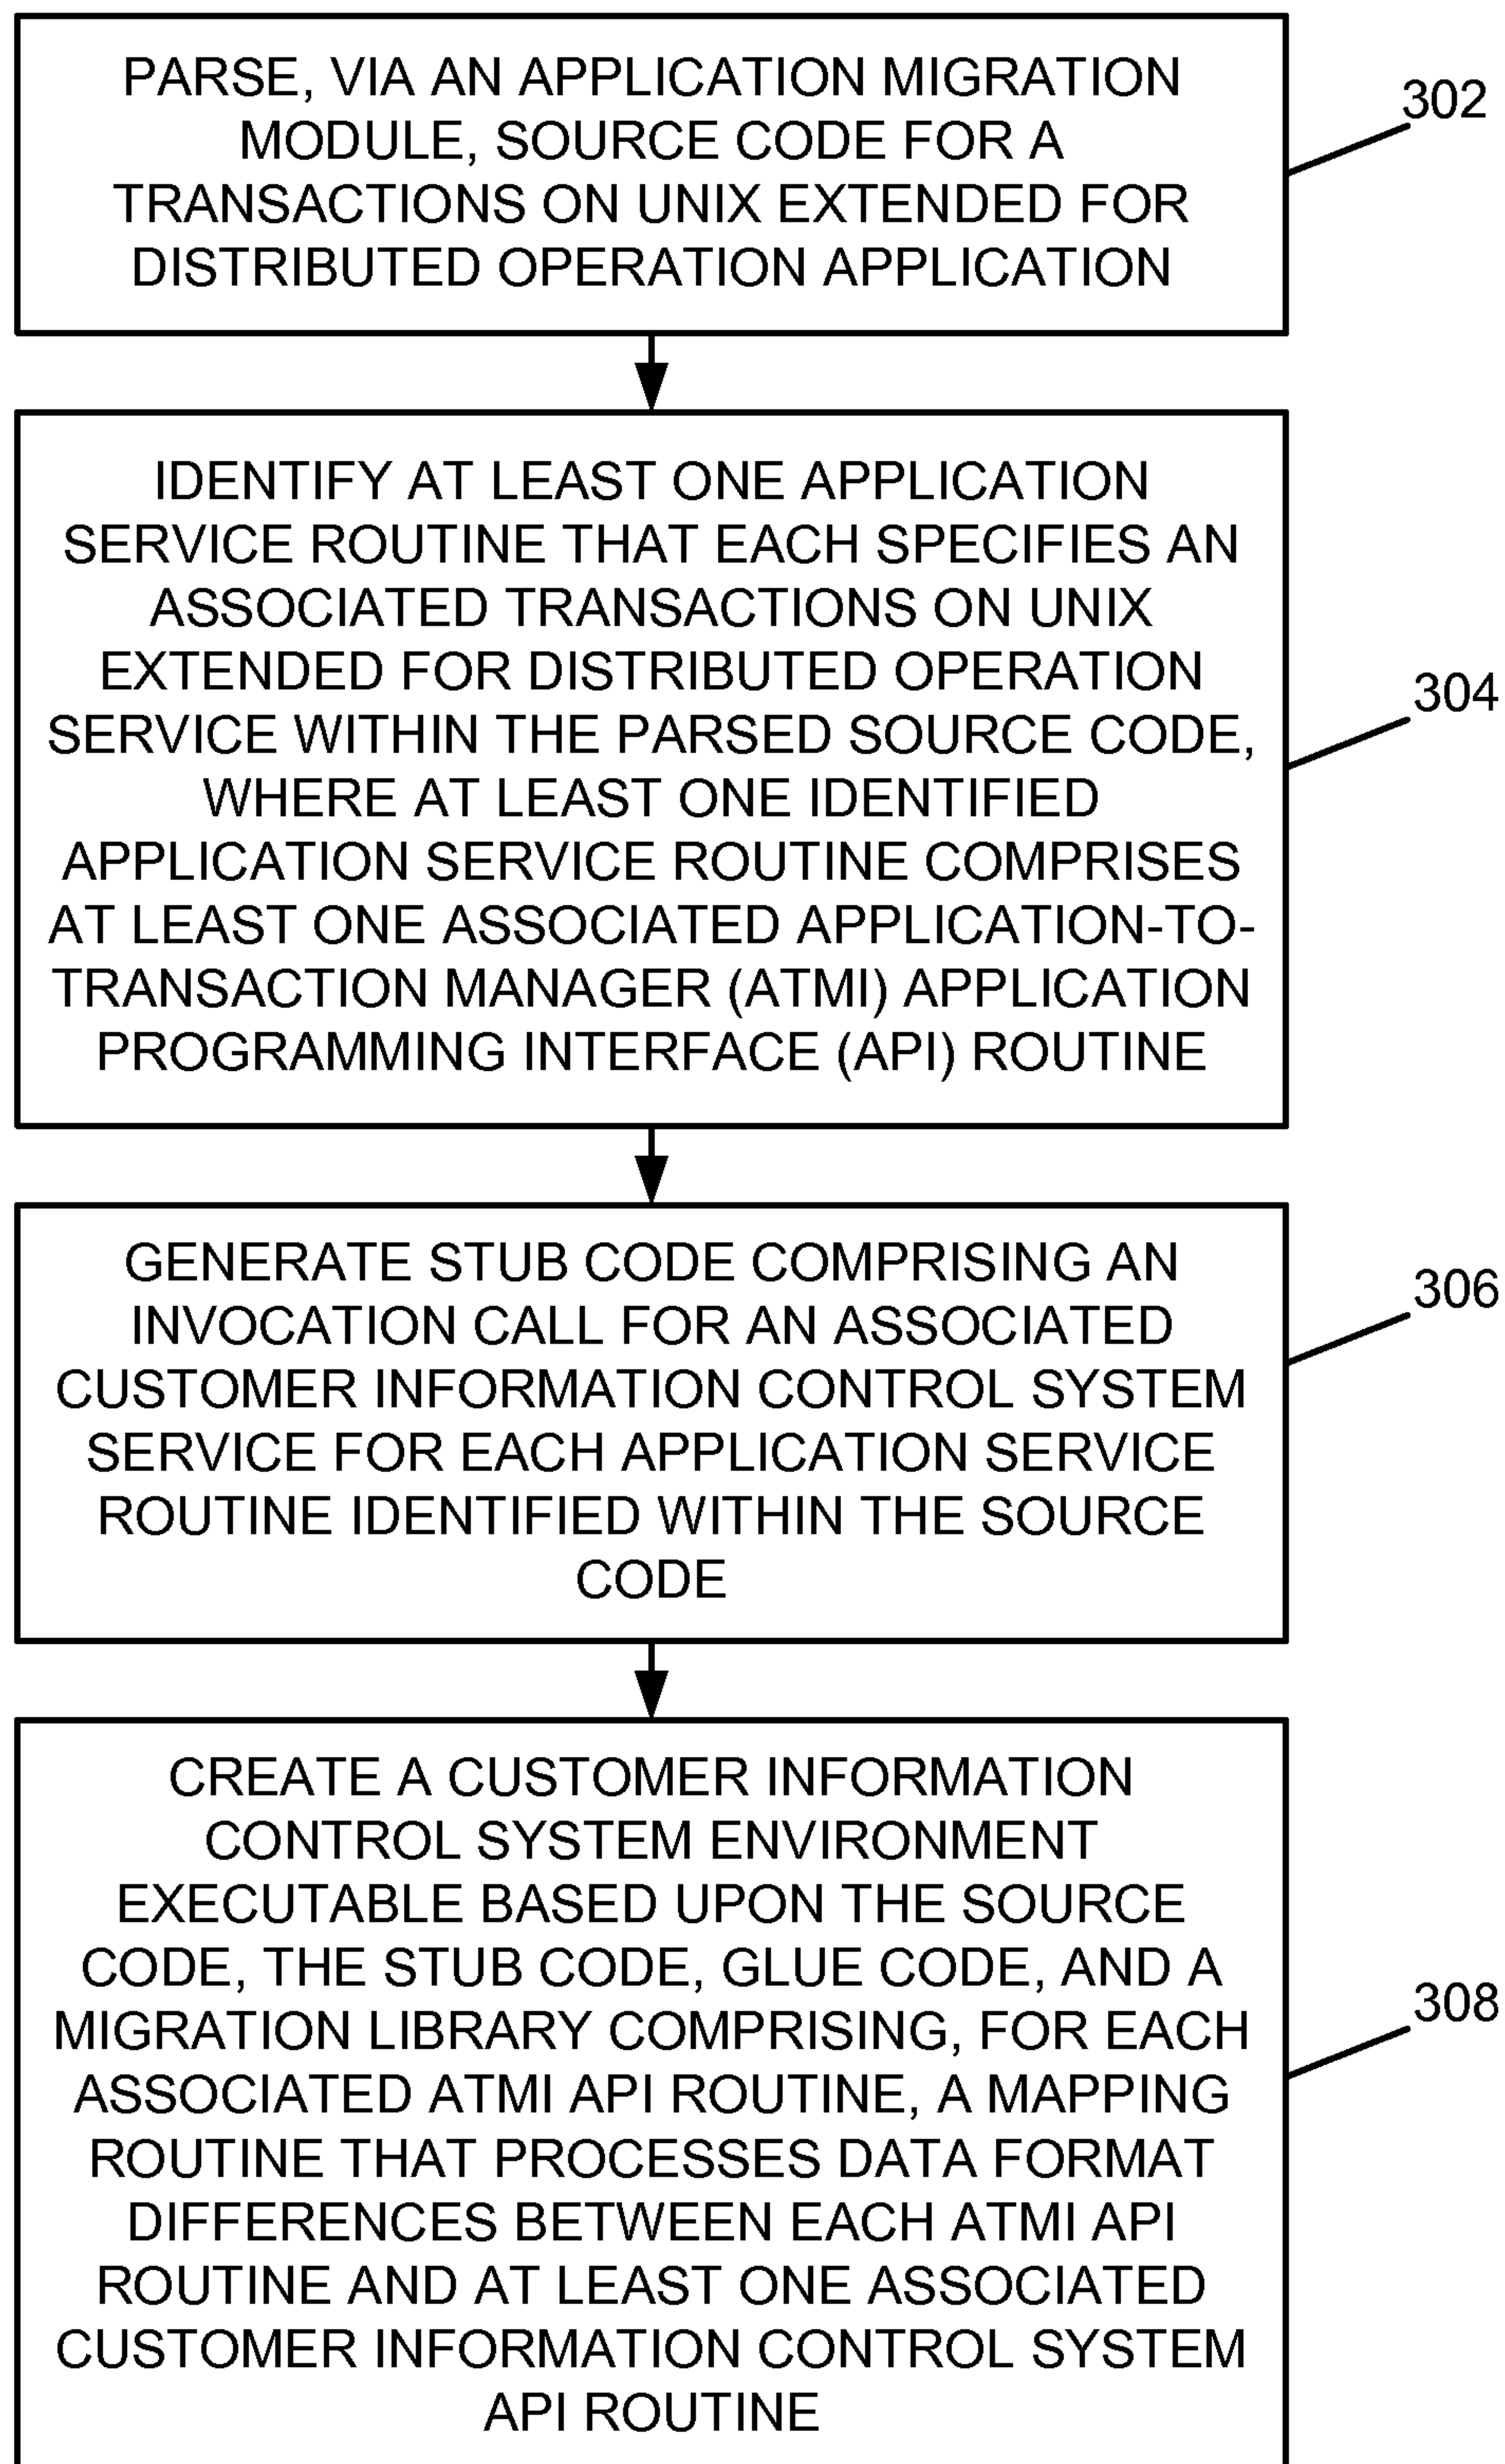 PARSE, VIA AN APPLICATION MIGRATION
MODULE, SOURCE CODE FOR A
TRANSACTIONS ON UNIX EXTENDED FOR
DISTRIBUTED OPERATION APPLICATION
302
IDENTIFY AT LEAST ONE APPLICATION
SERVICE ROUTINE THAT EACH SPECIFIES AN
ASSOCIATED TRANSACTIONS ON UNIX
EXTENDED FOR DISTRIBUTED OPERATION
SERVICE WITHIN THE PARSED SOURCE CODE,
WHERE AT LEAST ONE IDENTIFIED
APPLICATION SERVICE ROUTINE COMPRISES
AT LEAST ONE ASSOCIATED APPLICATION-TO-
TRANSACTION MANAGER (ATMI) APPLICATION
PROGRAMMING INTERFACE (API) ROUTINE
304
GENERATE STUB CODE COMPRISING AN
INVOCATION CALL FOR AN ASSOCIATED
CUSTOMER INFORMATION CONTROL SYSTEM
SERVICE FOR EACH APPLICATION SERVICE
ROUTINE IDENTIFIED WITHIN THE SOURCE
CODE
306
CREATE A CUSTOMER INFORMATION
CONTROL SYSTEM ENVIRONMENT
EXECUTABLE BASED UPON THE SOURCE
CODE, THE STUB CODE, GLUE CODE, AND A
MIGRATION LIBRARY COMPRISING, FOR EACH
ASSOCIATED ATMI API ROUTINE, A MAPPING
ROUTINE THAT PROCESSES DATA FORMAT
DIFFERENCES BETWEEN EACH ATMI API
ROUTINE AND AT LEAST ONE ASSOCIATED
CUSTOMER INFORMATION CONTROL SYSTEM
API ROUTINE
308